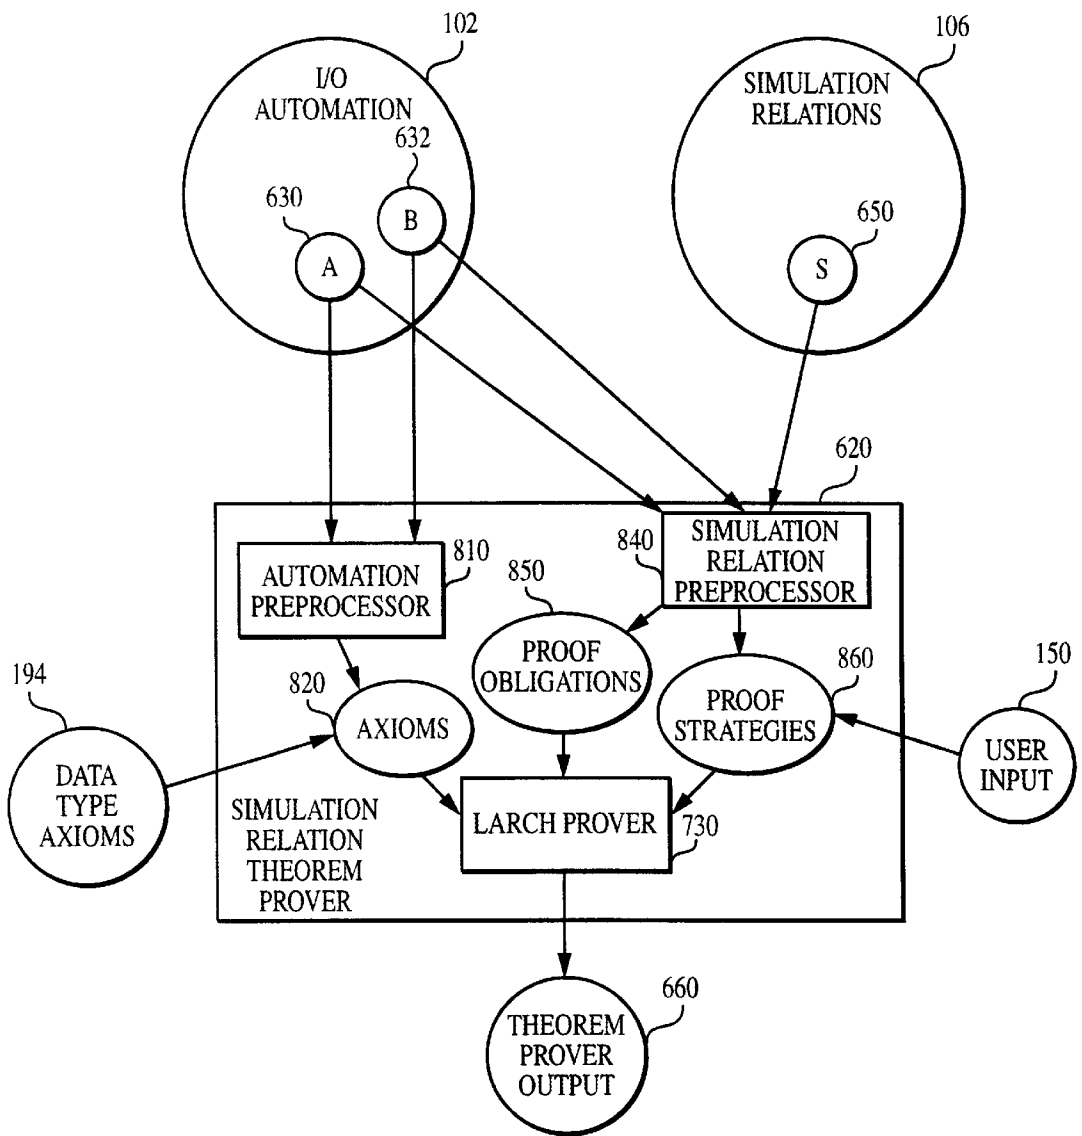 102
I/O
AUTOMATION
632
630
B
A
106
SIMULATION
RELATIONS
650
S
620
810
AUTOMATION
PREPROCESSOR
840
SIMULATION
RELATION
PREPROCESSOR
850
PROOF
OBLIGATIONS
860
PROOF
STRATEGIES
194
DATA
TYPE
AXIOMS
820
AXIOMS
150
USER
INPUT
SIMULATION
RELATION
THEOREM
PROVER
LARCH PROVER
730
660
THEOREM
PROVER
OUTPUT